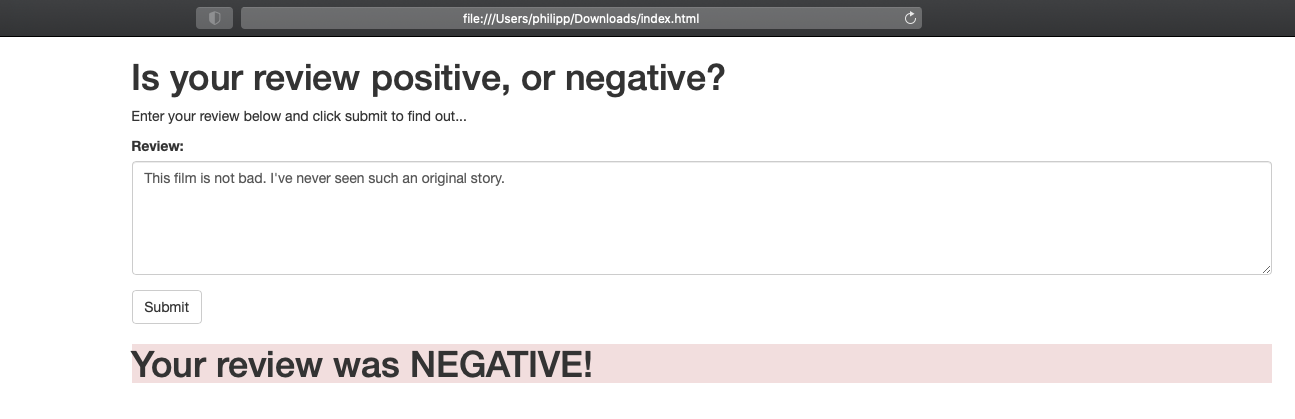 file:///Users/philipp/Downloads/index.html
Is your review positive, or negative?
Enter your review below and click submit to find out...
Review:
This film is not bad. I've never seen such an original story.
Submit
Your review was NEGATIVE!